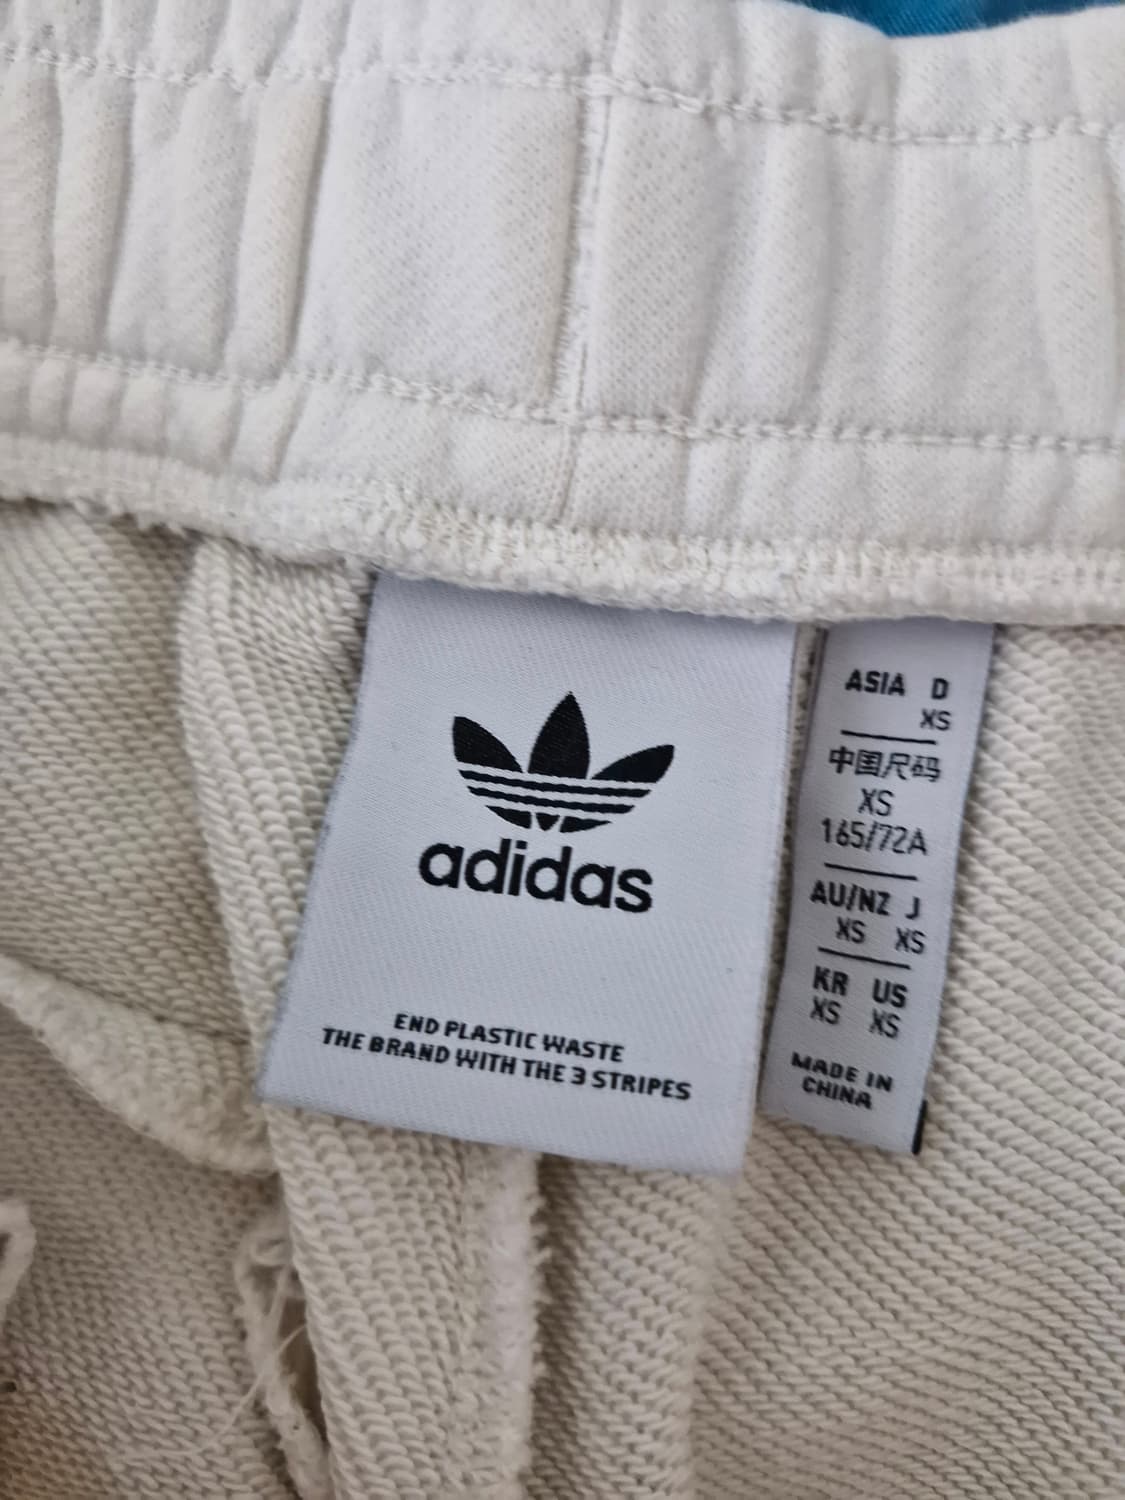 adidas
END PLASTIC WASTE
THE BRAND WITH THE 3 STRIPES
ASIA D
XS
中国尺码
XS
165/72A
AU/NZ J
XS XS
KR US
XS XS
MADE IN
CHINA